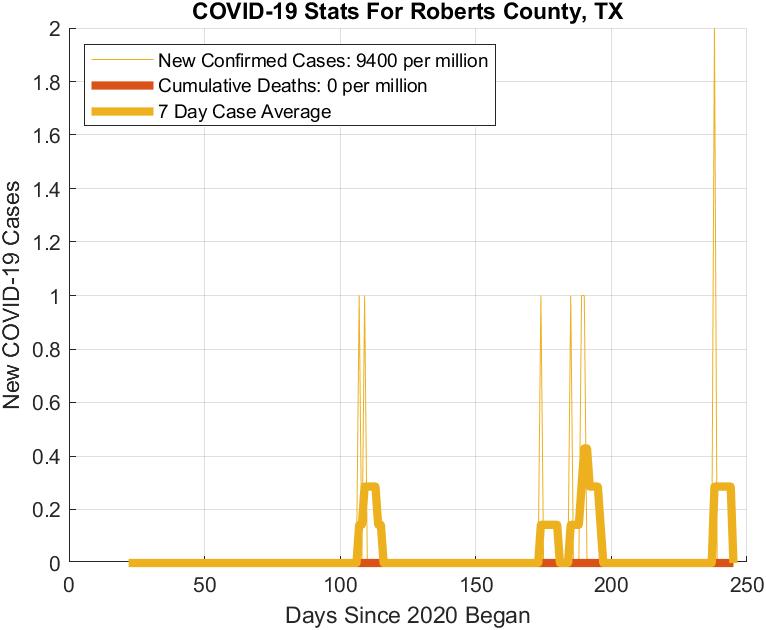 COVID-19 Stats For Roberts County, TX
New Confirmed Cases: 9400 per million
Cumulative Deaths: 0 per million
7 Day Case Average
New COVID-19 Cases
2
1.8
1.6
1.4
1.2
1
0.8
0.6
0.4
0.2
0
0 50 100 150 200 250
Days Since 2020 Began